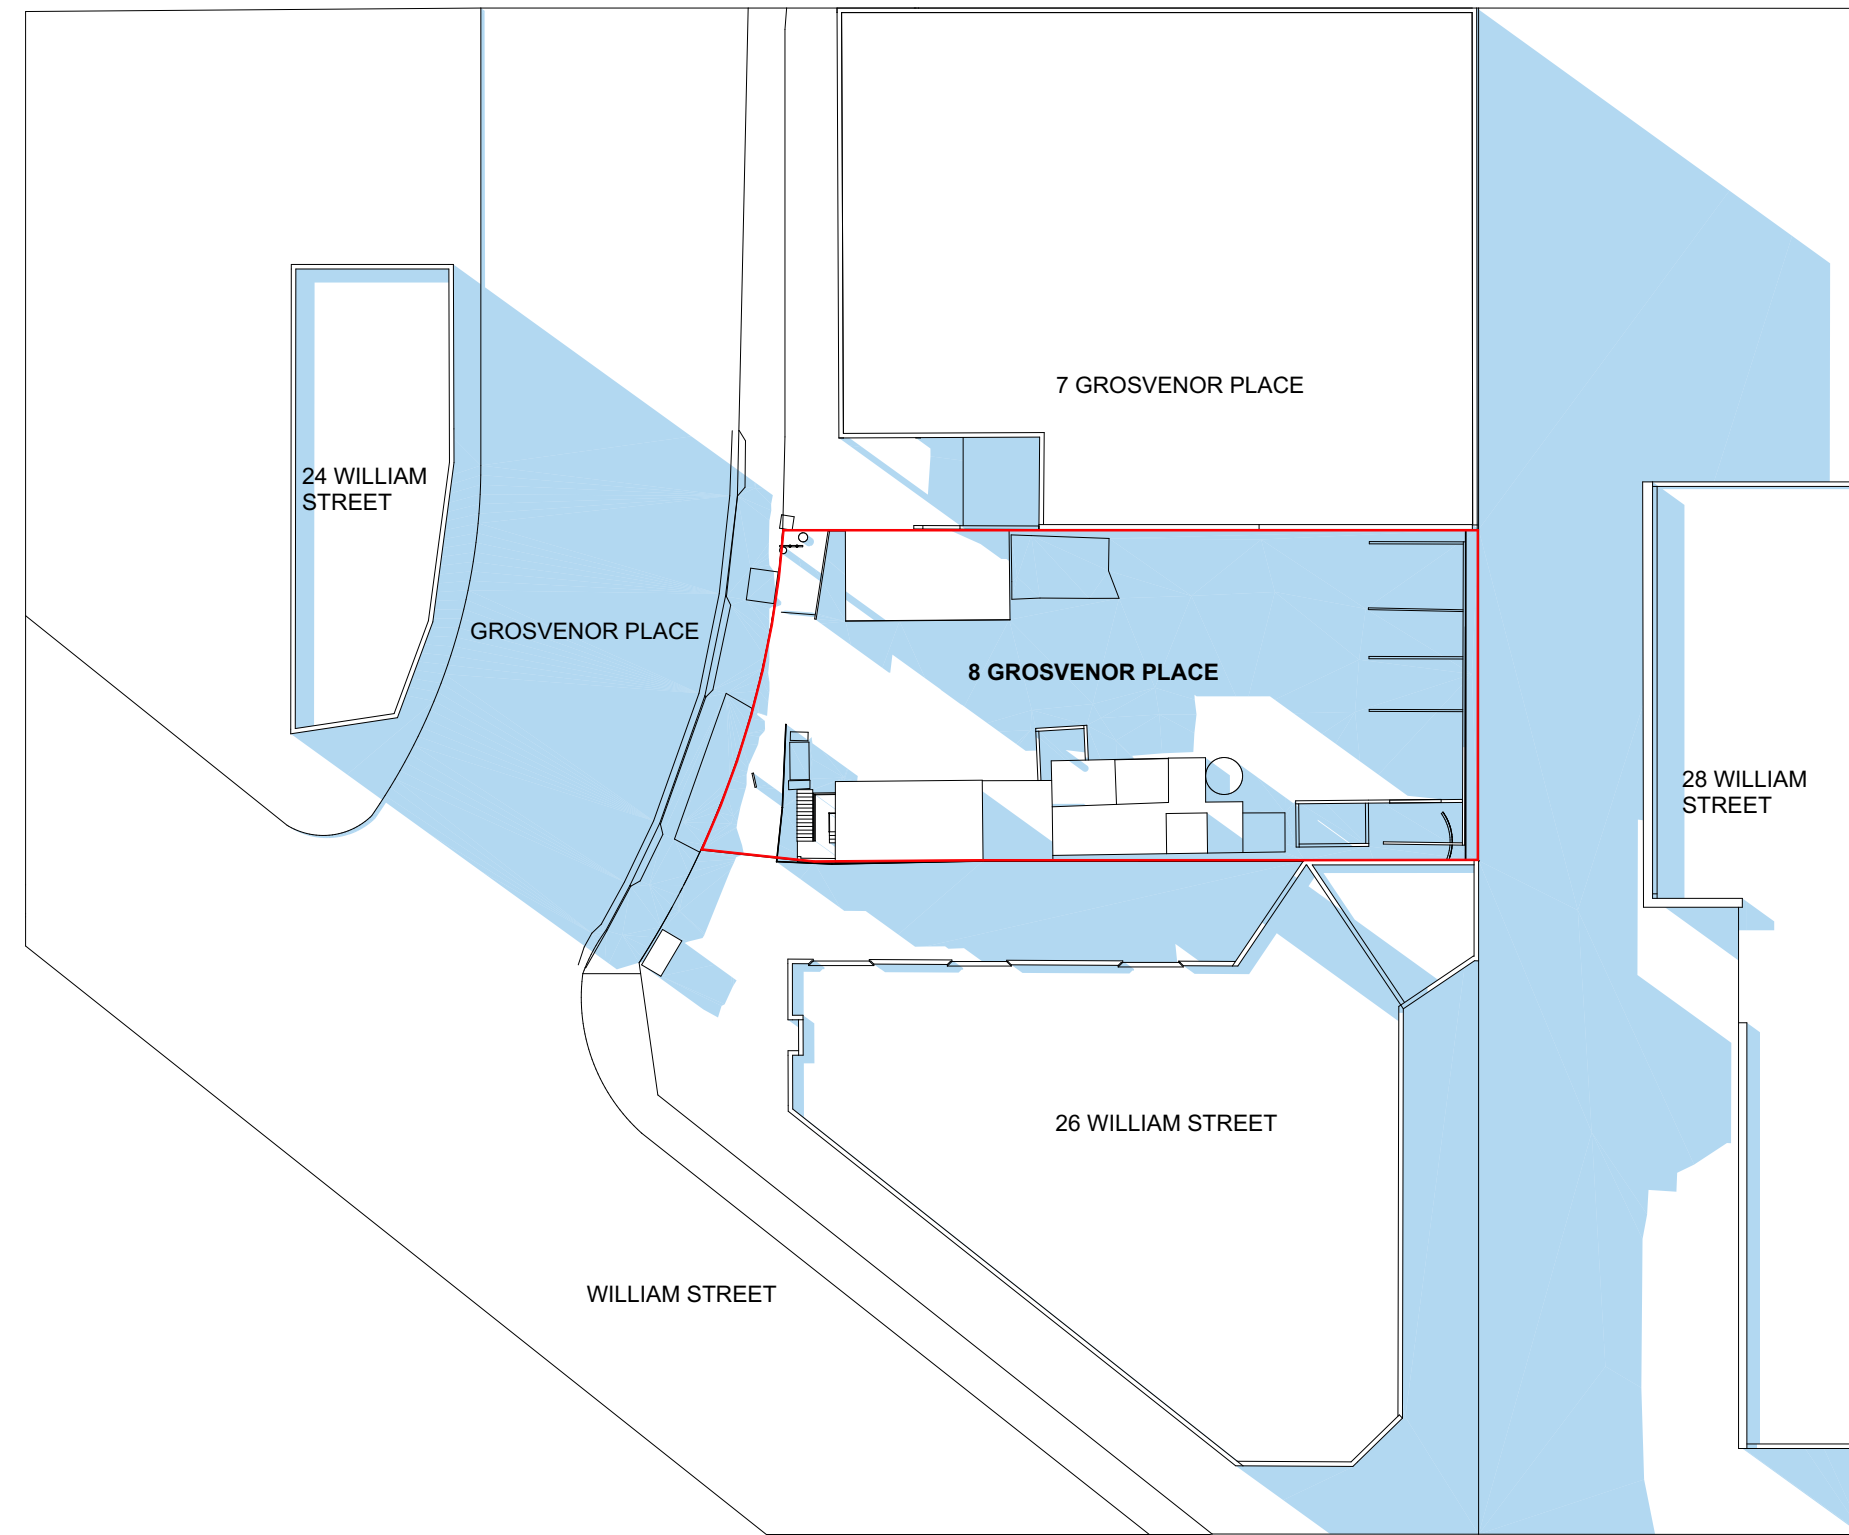 7 GROSVENOR PLACE
24 WILLIAM
STREET
GROSVENOR PLACE
8 GROSVENOR PLACE
28 WILLIAM
STREET
26 WILLIAM STREET
WILLIAM STREET